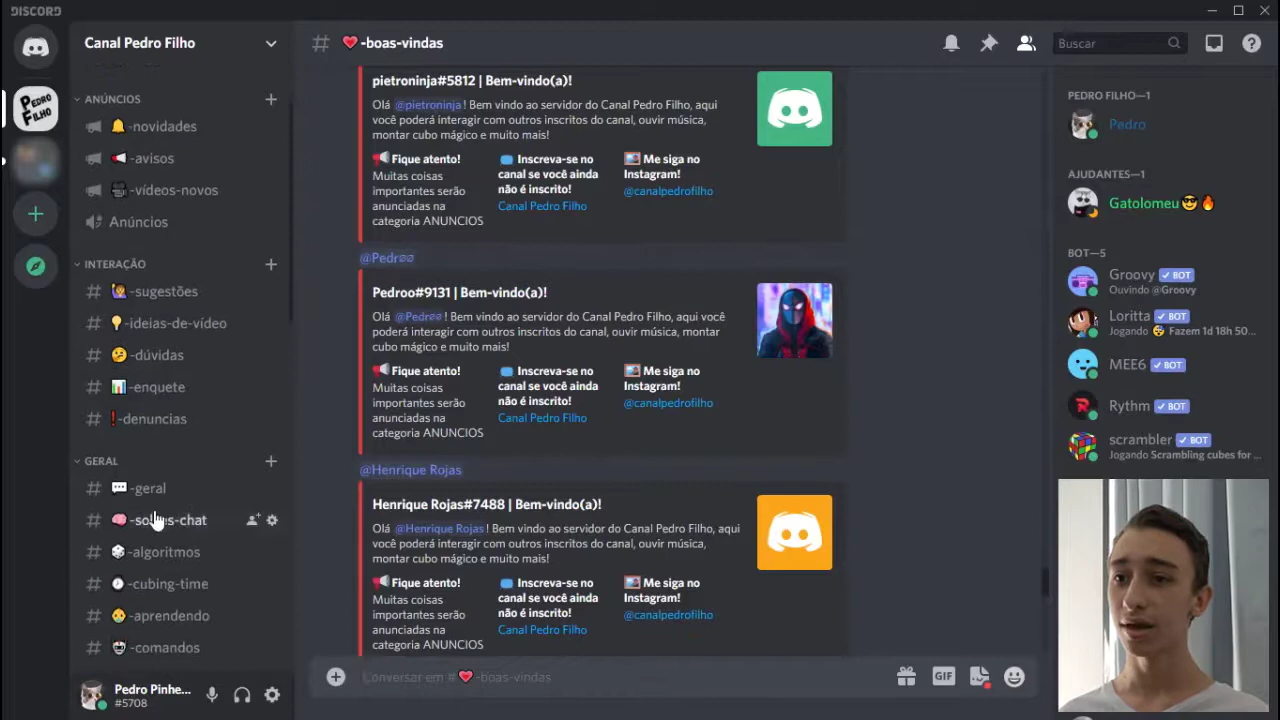 DISCORD
Canal Pedro Filho
-boas-vindas
Buscar
PEDRO
FILHO
ANÚNCIOS
-novidades
-avisos
-vídeos-novos
Anúncios
INTERAÇÃO
-sugestões
-ideias-de-vídeo
-dúvidas
-enquete
-denuncias
GERAL
-geral
-chat
-algoritmos
-cubing-time
-aprendendo
-comandos
Pedro Pinhe...
#5708
pietroninja#5812 | Bem-vindo(a)!
Olá @pietroninja! Bem vindo ao servidor do Canal Pedro Filho, aqui
você poderá interagir com outros inscritos do canal, ouvir música,
montar cubo mágico e muito mais!
Fique atento!
Muitas coisas
importantes serão
anunciadas na
categoria ANUNCIOS
Inscreva-se no
canal se você ainda
não é inscrito!
Canal Pedro Filho
Me siga no
Instagram!
@canalpedrofilho
Pedroo#9131 | Bem-vindo(a)!
Olá
! Bem vindo ao servidor do Canal Pedro Filho, aqui você
poderá interagir com outros inscritos do canal, ouvir música, montar
cubo mágico e muito mais!
Fique atento!
Muitas coisas
importantes serão
anunciadas na
categoria ANUNCIOS
Inscreva-se no
canal se você ainda
não é inscrito!
Canal Pedro Filho
Me siga no
Instagram!
@canalpedrofilho
@Henrique Rojas
Henrique Rojas#7488 | Bem-vindo(a)!
Olá @Henrique Rojas! Bem vindo ao servidor do Canal Pedro Filho, aqui
você poderá interagir com outros inscritos do canal, ouvir música,
montar cubo mágico e muito mais!
Fique atento!
Muitas coisas
importantes serão
anunciadas na
categoria ANUNCIOS
Inscreva-se no
canal se você ainda
não é inscrito!
Canal Pedro Filho
Me siga no
Instagram!
@canalpedrofilho
Conversar em # -boas-vindas
GIF
PEDRO FILHO—1
Pedro
AJUDANTES—1
Gatolomeu
BOT—5
Groovy BOT
Ouvindo @Groovy
Loritta BOT
Jogando Fazem 1d 18h 50...
MEE6 BOT
Rythm BOT
scrambler BOT
Jogando Scrambling cubes for ...